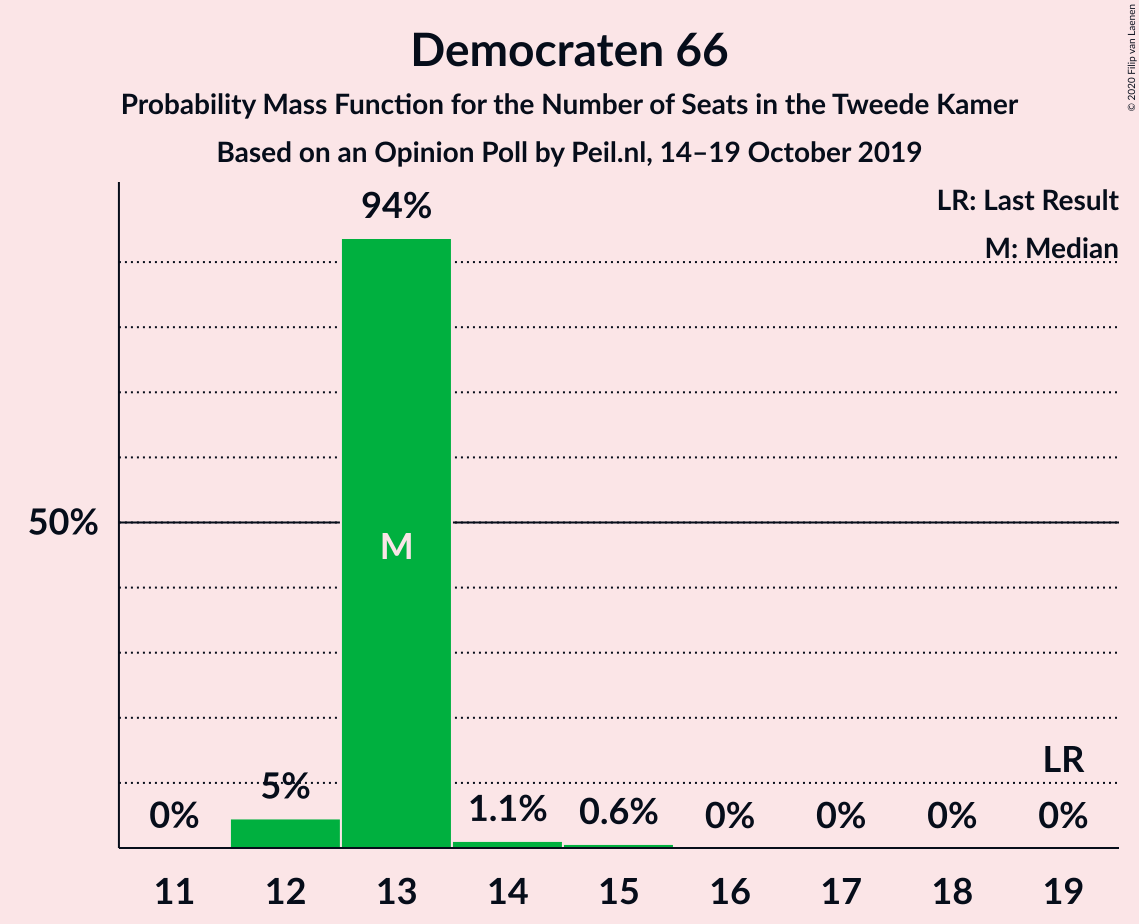 Democraten 66
Probability Mass Function for the Number of Seats in the Tweede Kamer
Based on an Opinion Poll by Peil.nl, 14–19 October 2019
© 2020 Filip van Laenen
LR: Last Result
M: Median
94%
50%
M
LR
0% 5% 1.1% 0.6% 0% 0% 0% 0%
11 12 13 14 15 16 17 18 19